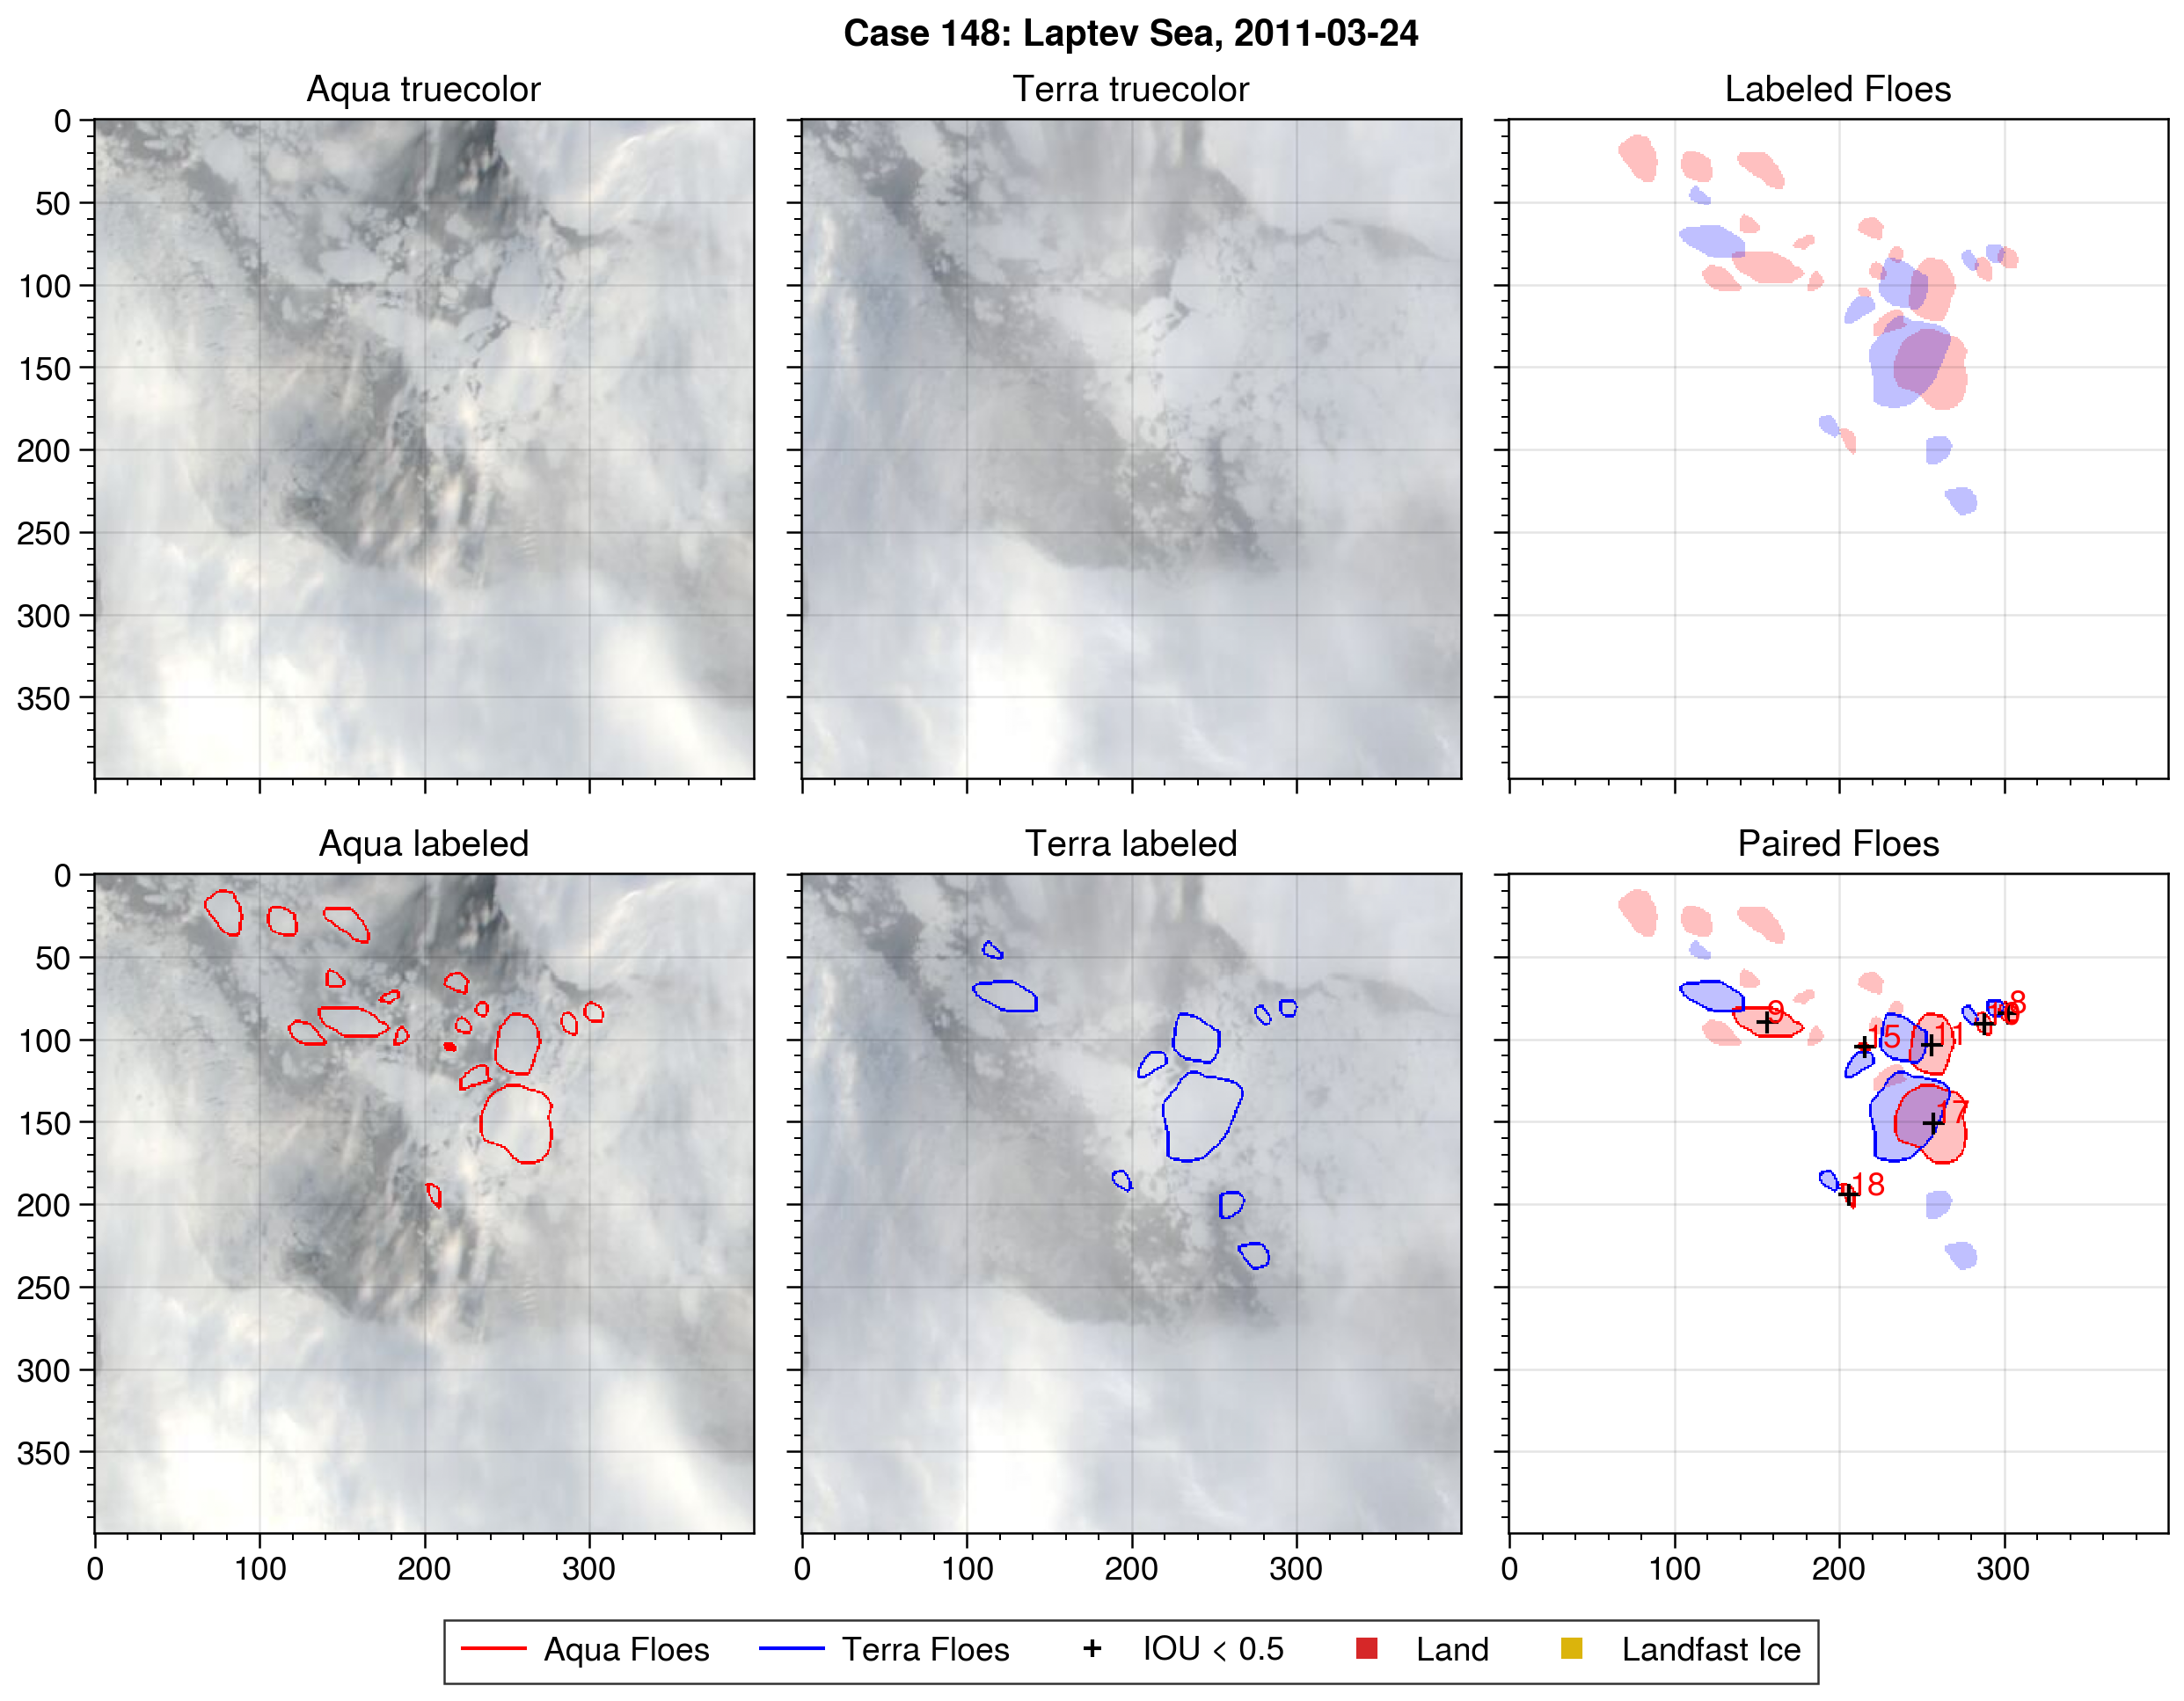 Case 148: Laptev Sea, 2011-03-24
Aqua truecolor
Terra truecolor
Labeled Floes
0
50
100
150
200
250
300
350
Aqua labeled
Terra labeled
Paired Floes
0
50
100
150
200
250
300
350
9
8
15
11
17
18
0 100 200 300
0 100 200 300
0 100 200 300
Aqua Floes Terra Floes + IOU < 0.5 Land Landfast Ice